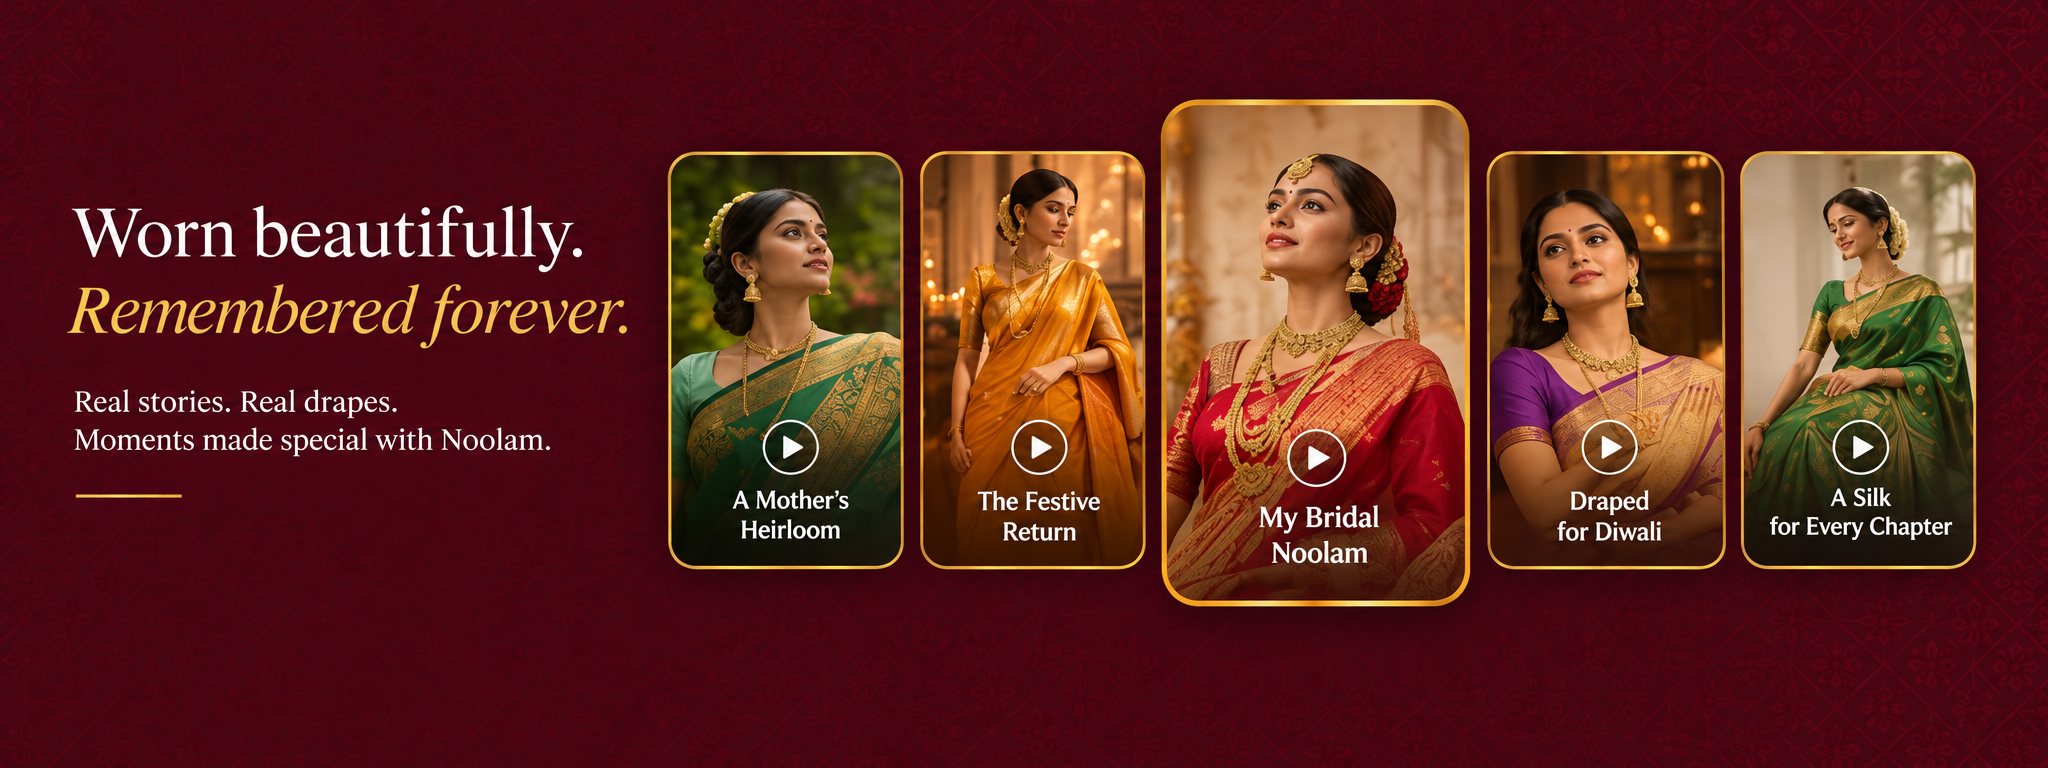 Worn beautifully.
Remembered forever.
Real stories. Real drapes.
Moments made special with Noolam.
A Mother’s
Heirloom
The Festive
Return
My Bridal
Noolam
Draped
for Diwali
A Silk
for Every Chapter